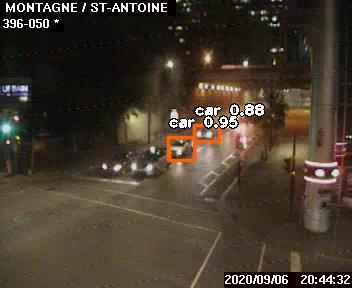 MONTAGNE / ST-ANTOINE
396-050 *
car 0.88
car 0.95
2020/09/06 20:44:32